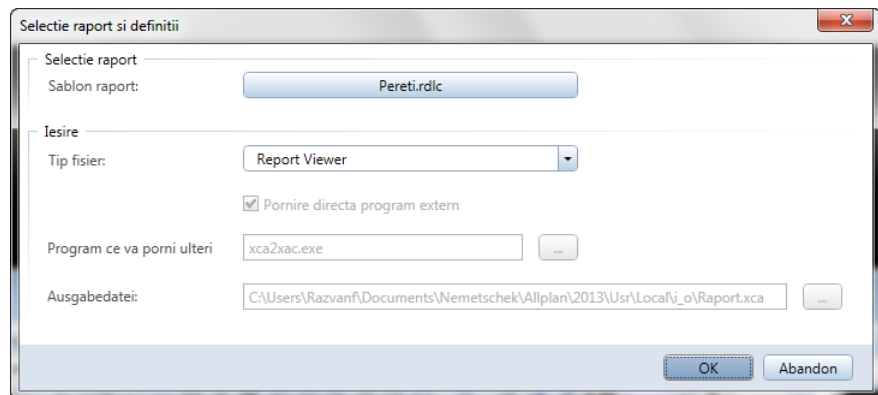 Selectie raport si definitii
x
Selectie raport
Sablon raport: Pereti.rdlc
Iesire
Tip fisier: Report Viewer
Pornire directa program extern
Program ce va porni ulteri xca2xac.exe ...
Ausgabedatei: C:\Users\Razvanf\Documents\Nemetschek\Allplan\2013\Usr\Local\i_o\Raport.xca ...
OK Abandon